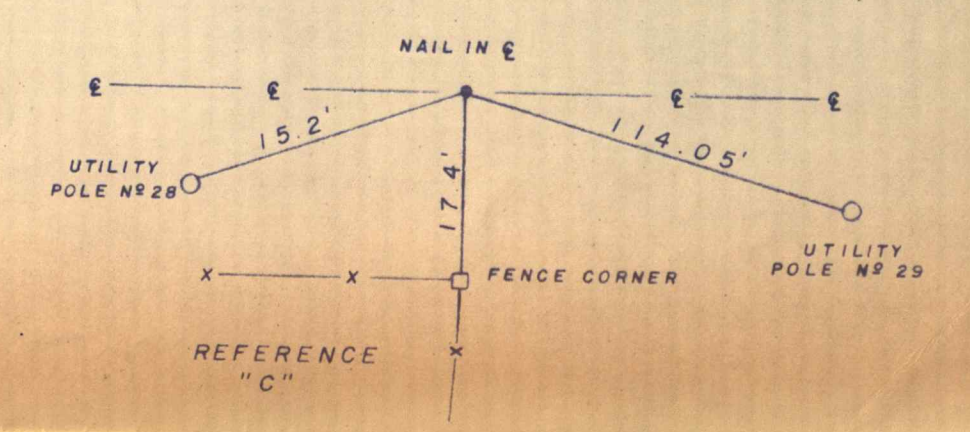 NAIL IN ℄
℄ ℄ ℄ ℄
15.2'
114.05'
17.4'
UTILITY
POLE Nº 28
UTILITY
POLE Nº 29
x x FENCE CORNER
x
REFERENCE
"C"